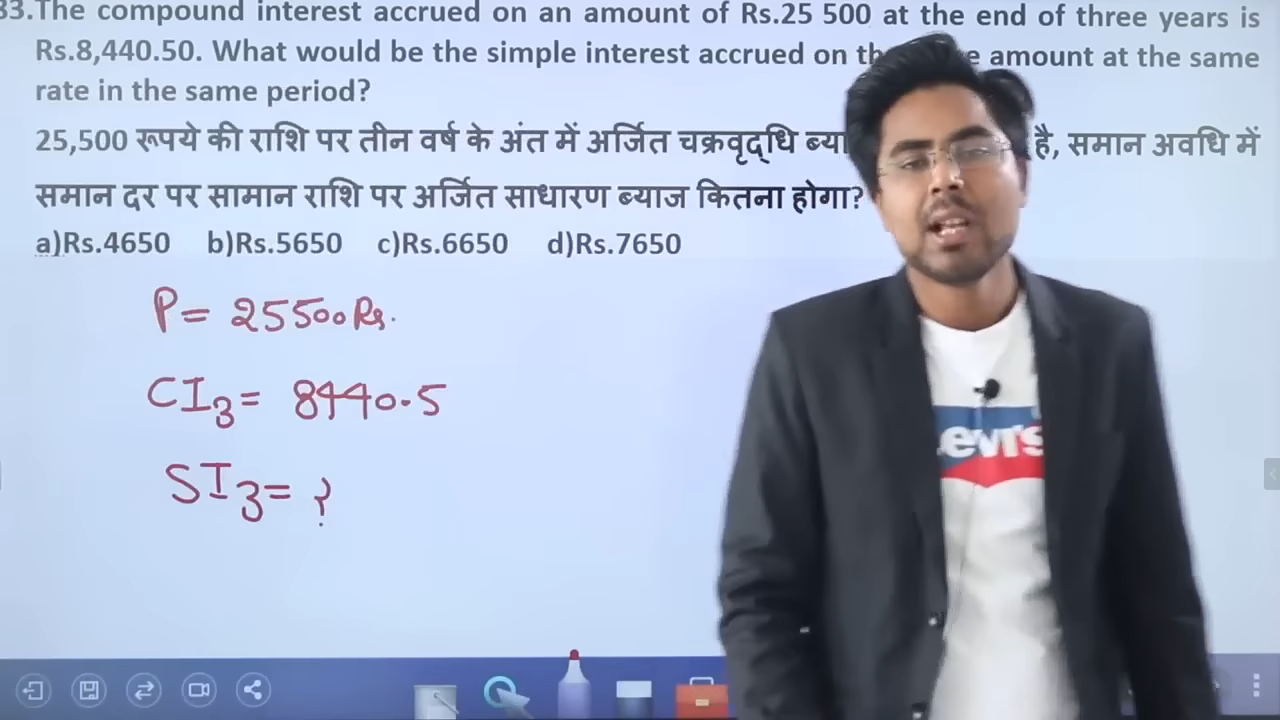 33.The compound interest accrued on an amount of Rs.25 500 at the end of three years is
Rs.8,440.50. What would be the simple interest accrued on amount at the same
rate in the same period?
25,500 रूपये की राशि पर तीन वर्ष के अंत में अर्जित चक्रवृद्धि है, समान अवधि में
समान दर पर सामान राशि पर अर्जित साधारण ब्याज कितना होगा?
a)Rs.4650 b)Rs.5650 c)Rs.6650 d)Rs.7650
P= 25500Rs.
CI3= 8440.5
SI3= ?
Levi's